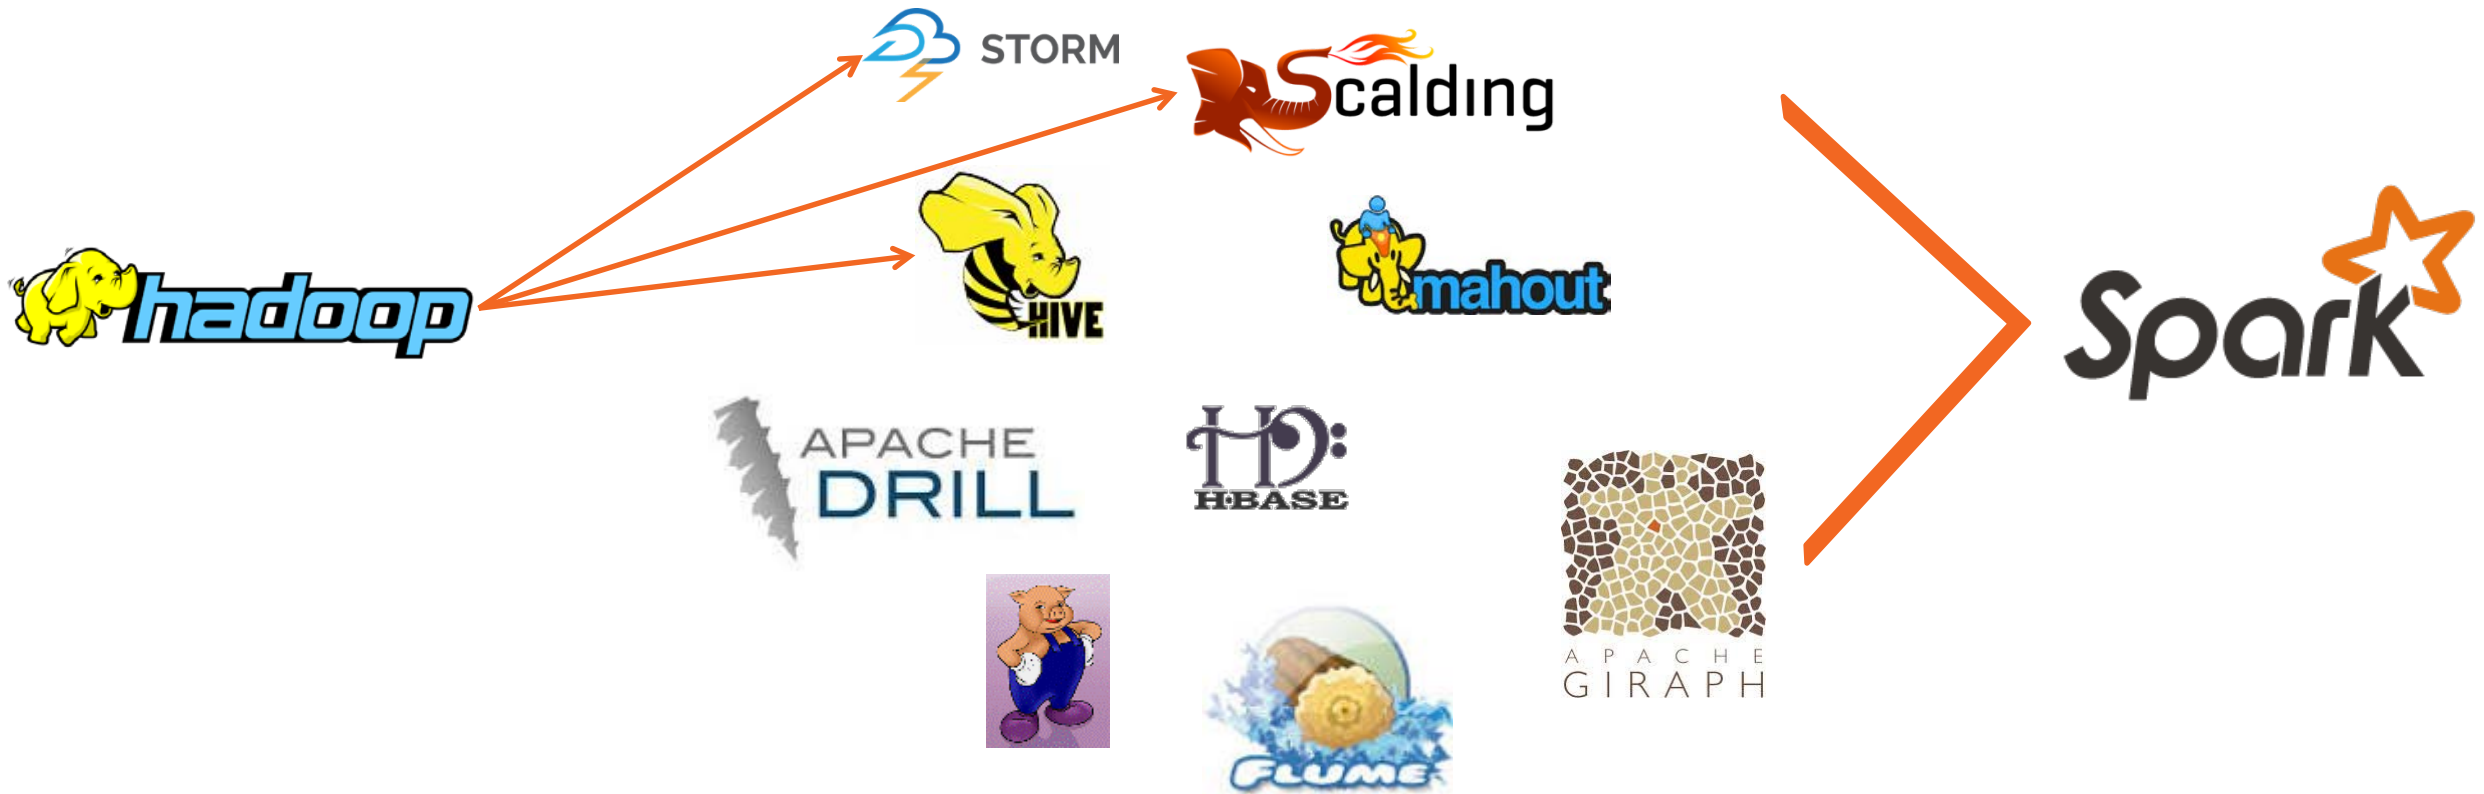 STORM
Scalding
hadoop
HIVE
mahout
Spark
APACHE
DRILL
HBASE
APACHE
GIRAPH
FLUME